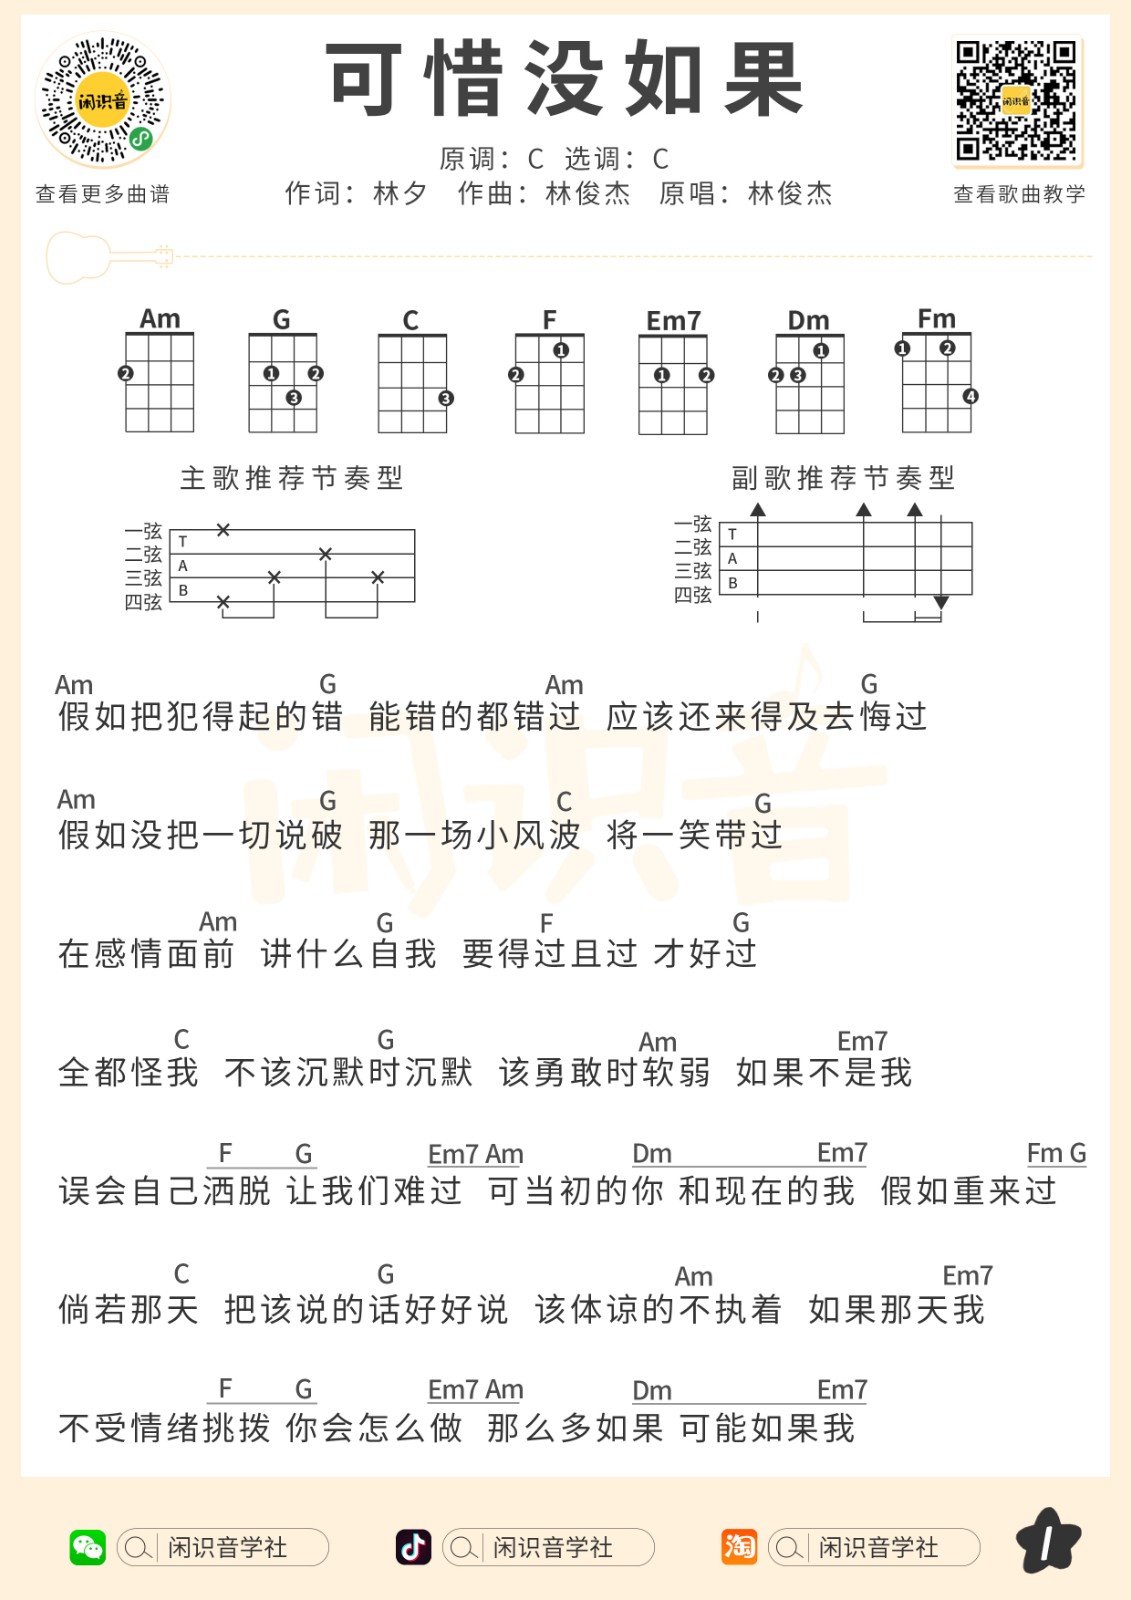 可惜没如果
闲识音
闲识音
原调：C 选调：C
查看更多曲谱
作词：林夕 作曲：林俊杰 原唱：林俊杰
查看歌曲教学
Am G C F Em7 Dm Fm
2
1 2 3
3
1 2
1 2
1 2 3
1 2 4
主歌推荐节奏型
副歌推荐节奏型
一弦
二弦
三弦
四弦
T
A
B
一弦
二弦
三弦
四弦
T
A
B
闲识音
Am G Am G
假如把犯得起的错 能错的都错过 应该还来得及去悔过
Am G C G
假如没把一切说破 那一场小风波 将一笑带过
Am G F G
在感情面前 讲什么自我 要得过且过 才好过
C G Am Em7
全都怪我 不该沉默时沉默 该勇敢时软弱 如果不是我
F G Em7 Am Dm Em7 Fm G
误会自己洒脱 让我们难过 可当初的你 和现在的我 假如重来过
C G Am Em7
倘若那天 把该说的话好好说 该体谅的不执着 如果那天我
F G Em7 Am Dm Em7
不受情绪挑拨 你会怎么做 那么多如果 可能如果我
闲识音学社
闲识音学社
淘
闲识音学社
1